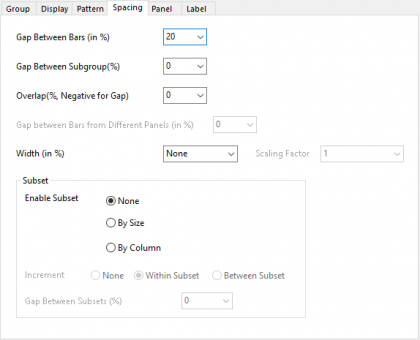 Group Display Pattern Spacing Panel Label
Gap Between Bars (in %) 20
Gap Between Subgroup(%) 0
Overlap(%, Negative for Gap) 0
Gap between Bars from Different Panels (in %) 0
Width (in %) None Scaling Factor 1
Subset
Enable Subset None
By Size
By Column
Increment None Within Subset Between Subset
Gap Between Subsets (%) 0